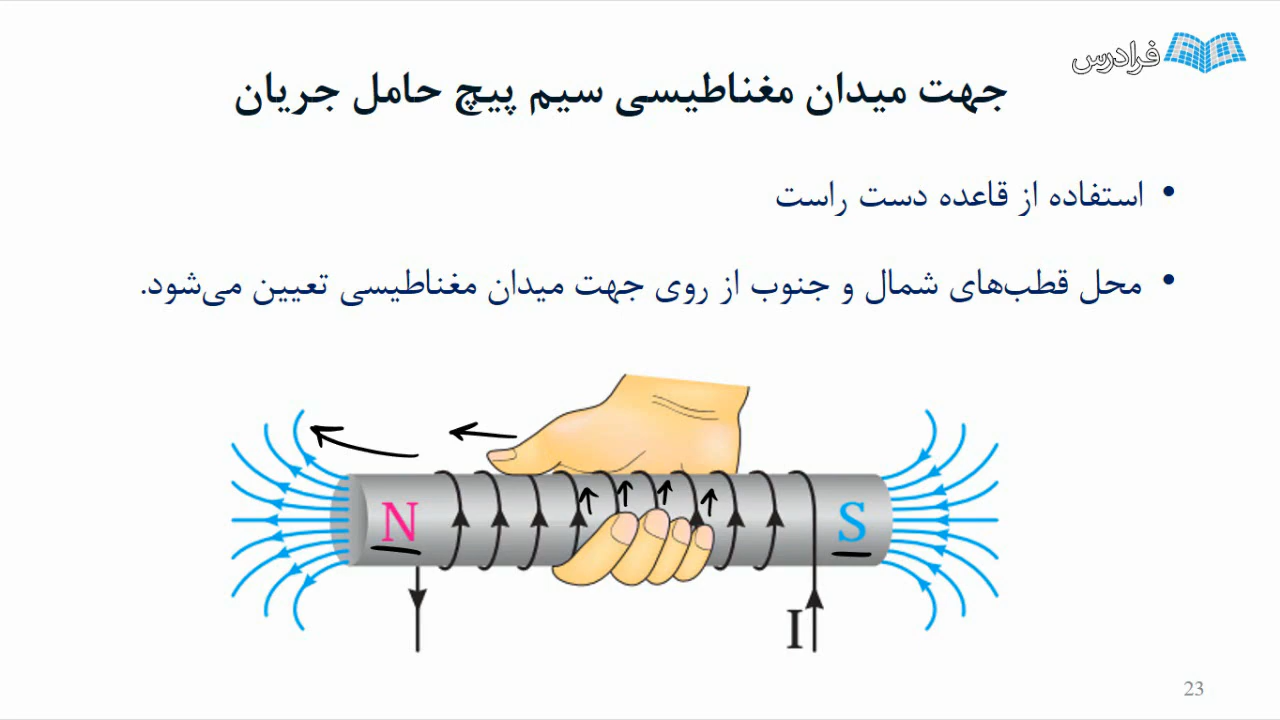 فرادرس
جهت میدان مغناطیسی سیم پیچ حامل جریان
• استفاده از قاعده دست راست
• محل قطب‌های شمال و جنوب از روی جهت میدان مغناطیسی تعیین می‌شود.
N S
I
23